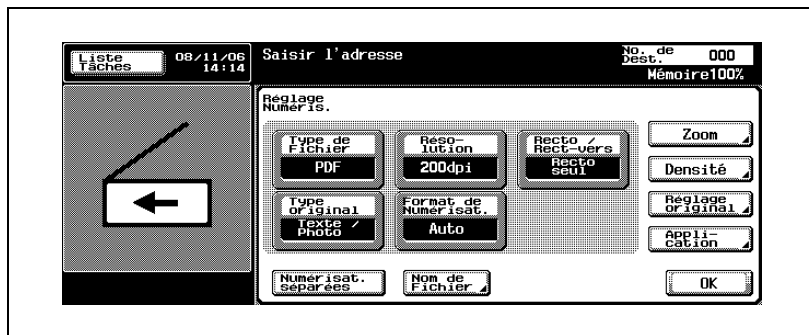 Liste
Tâches
08/11/06
14:14
Saisir l'adresse
No. de
Dest.
000
Mémoire100%
Réglage
Numéris.
Type de
Fichier
PDF
Réso-
lution
200dpi
Recto /
Rect-vers
Recto
seul
Zoom
Densité
Type
original
Texte /
Photo
Format de
Numérisat.
Auto
Réglage
original
Appli-
cation
Numérisat.
séparées
Nom de
Fichier
OK